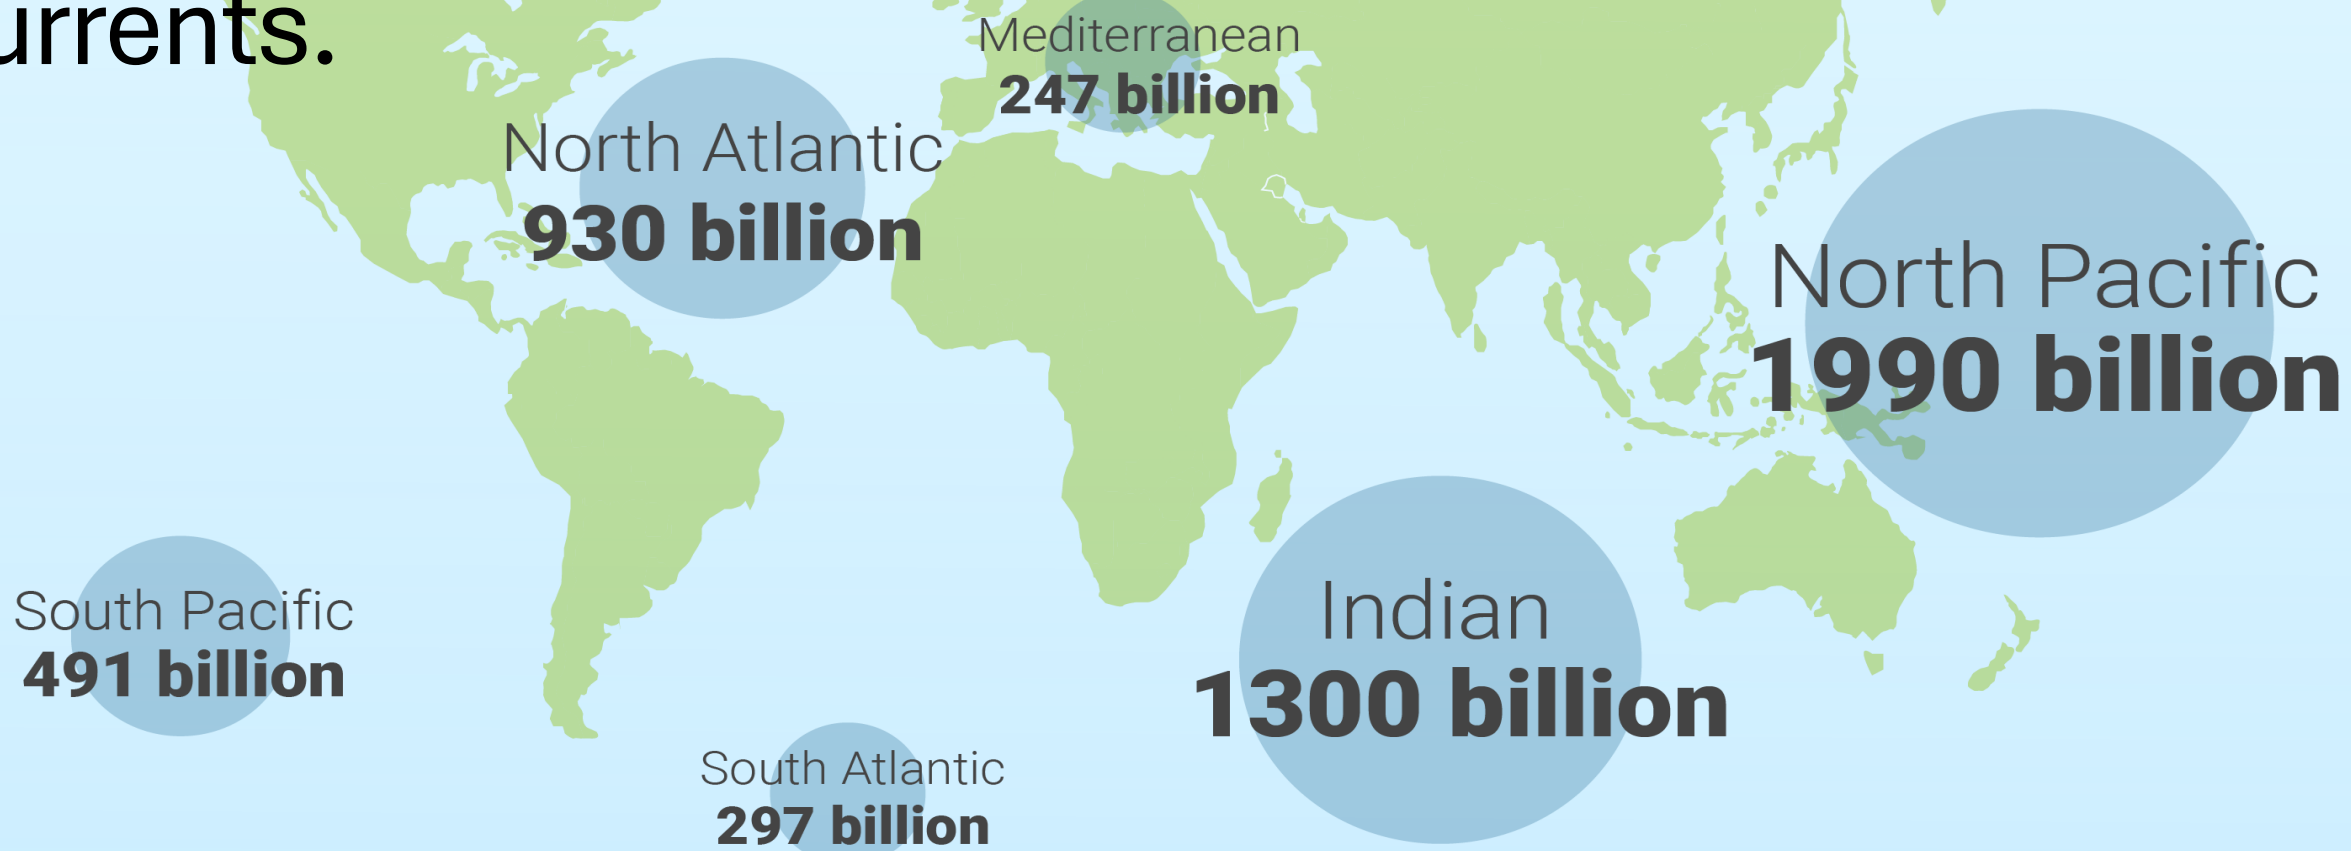 urrents.
Mediterranean
247 billion
North Atlantic
930 billion
North Pacific
1990 billion
South Pacific
491 billion
Indian
1300 billion
South Atlantic
297 billion